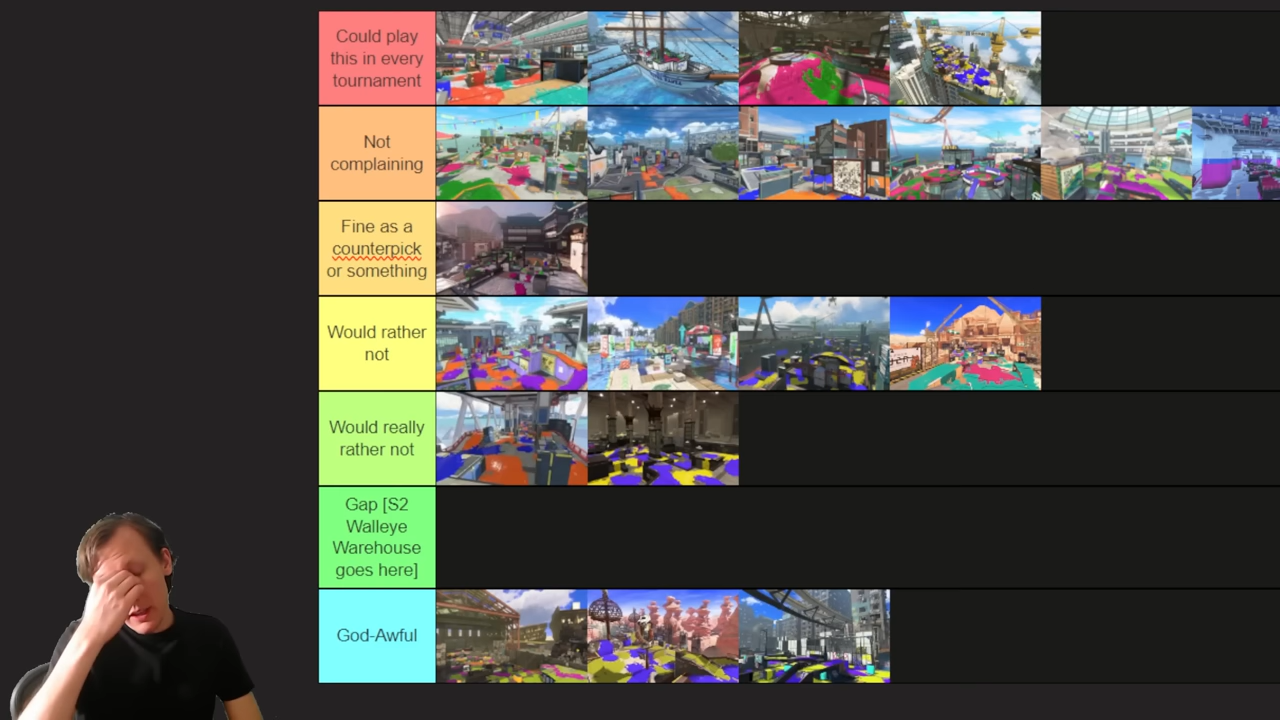 Could play
this in every
tournament
Not
complaining
Fine as a
counterpick
or something
Would rather
not
Would really
rather not
Gap [S2
Walleye
Warehouse
goes here]
God-Awful